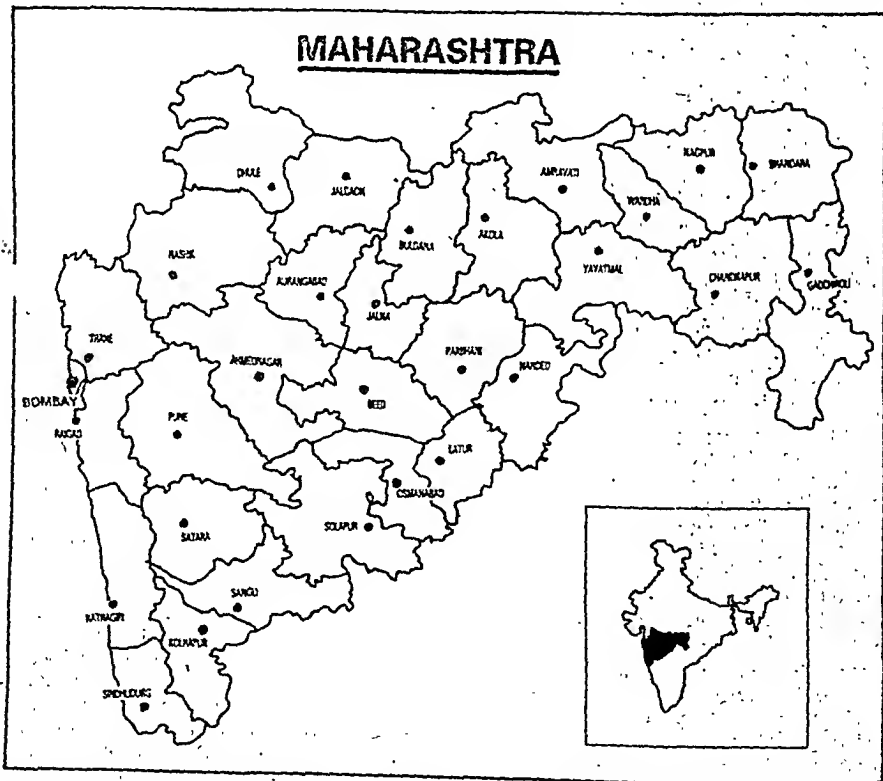 MAHARASHTRA
DHULE
JALGAON
BULDANA
AKOLA
AMRAVATI
WARDHA
NAGPUR
BHANDARA
NASHIK
AURANGABAD
JALNA
YAVATMAL
CHANDRAPUR
GADCHIROLI
THANE
AHMEDNAGAR
PARBHANI
NANDED
BOMBAY
RAIGAD
PUNE
BEED
LATUR
OSMANABAD
SATARA
SOLAPUR
RATNAGIRI
SANGLI
KOLHAPUR
SINDHUDURG